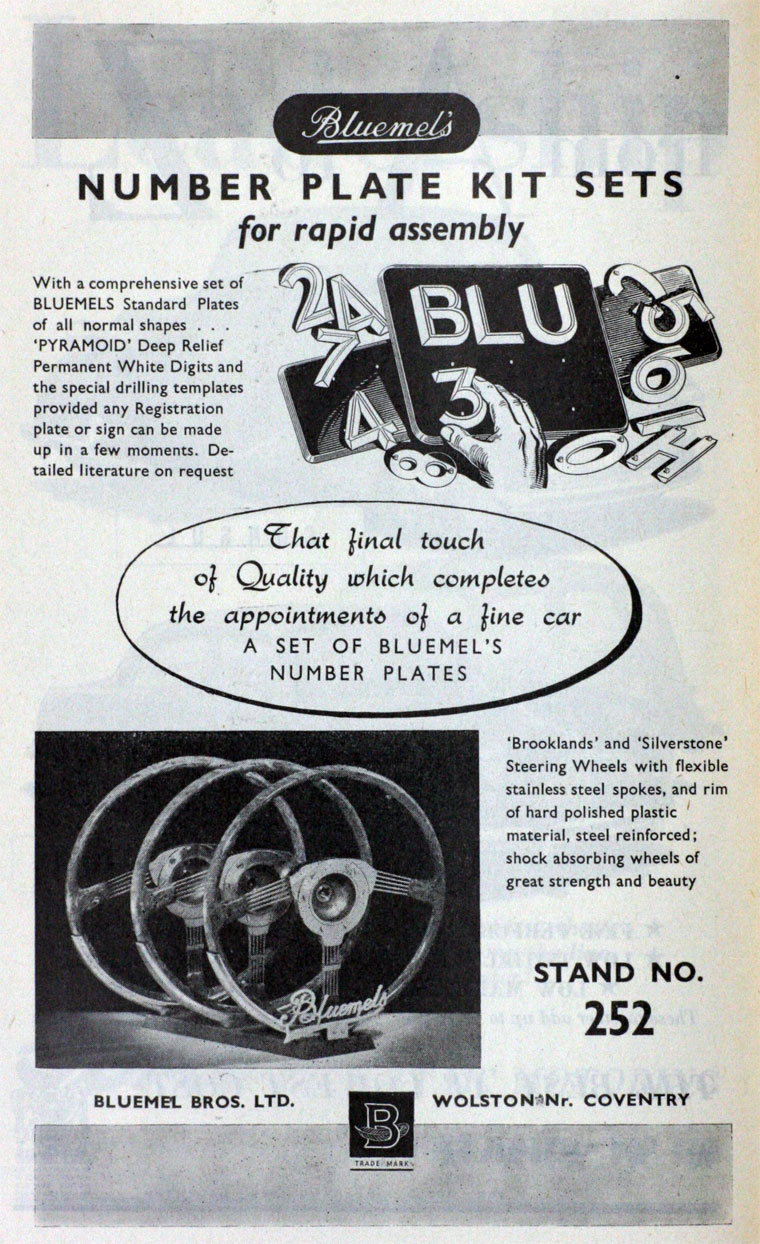 Bluemel's
NUMBER PLATE KIT SETS
for rapid assembly
With a comprehensive set of
BLUEMELS Standard Plates
of all normal shapes . . .
'PYRAMOID' Deep Relief
Permanent White Digits and
the special drilling templates
provided any Registration
plate or sign can be made
up in a few moments. De-
tailed literature on request
2 A 7 4 8
BLU
3
2 5 6 O H
That final touch
of Quality which completes
the appointments of a fine car
A SET OF BLUEMEL'S
NUMBER PLATES
Bluemels
'Brooklands' and 'Silverstone'
Steering Wheels with flexible
stainless steel spokes, and rim
of hard polished plastic
material, steel reinforced;
shock absorbing wheels of
great strength and beauty
STAND NO.
252
BLUEMEL BROS. LTD.
B
TRADE MARK
WOLSTON Nr. COVENTRY